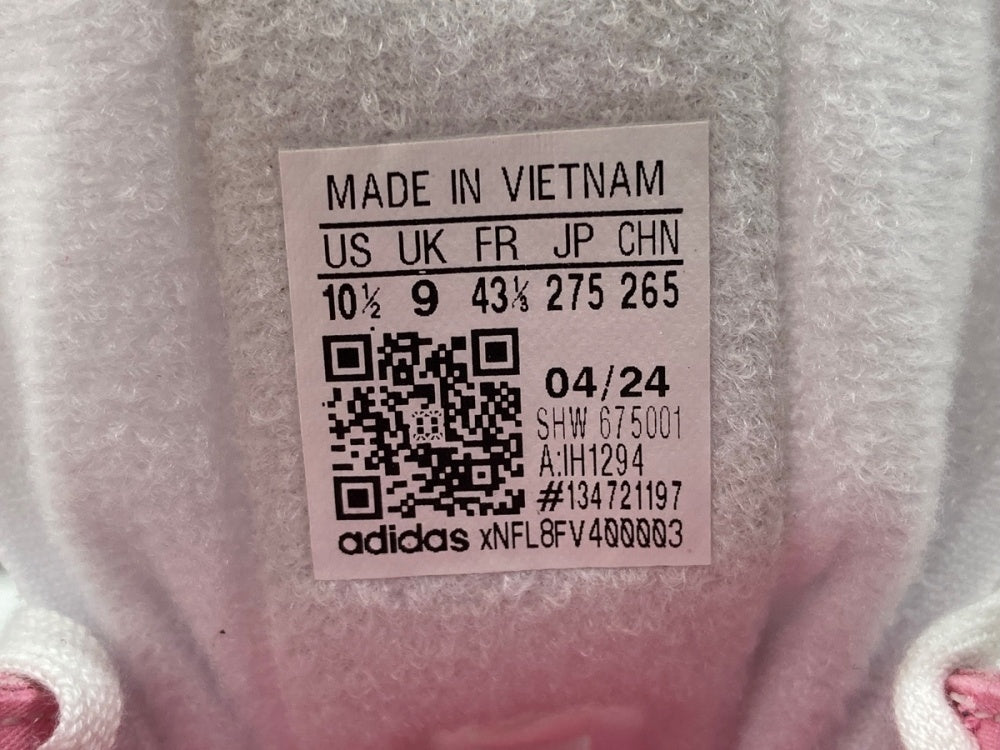 MADE IN VIETNAM
US UK FR JP CHN
10½ 9 43⅓ 275 265
04/24
SHW 675001
A:IH1294
#134721197
adidas xNFL8FV400003